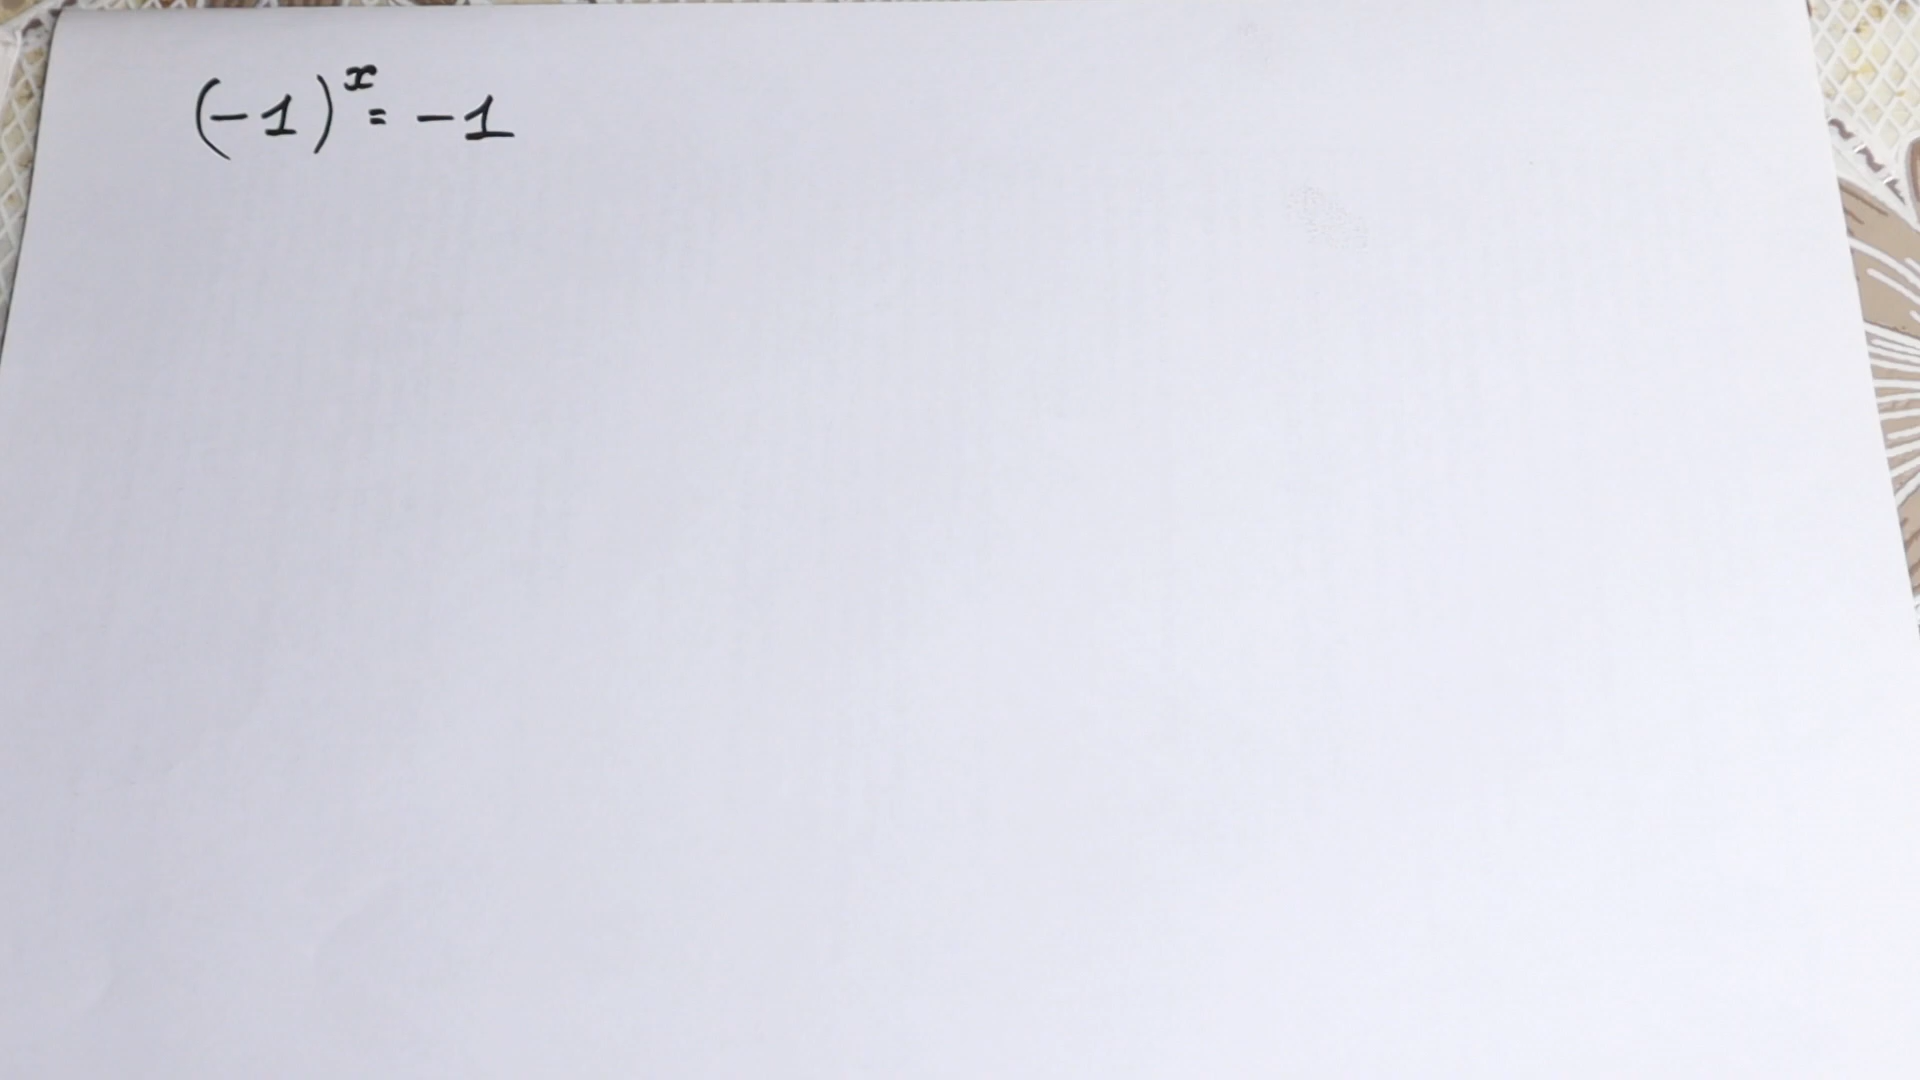 (-1)ˣ = -1